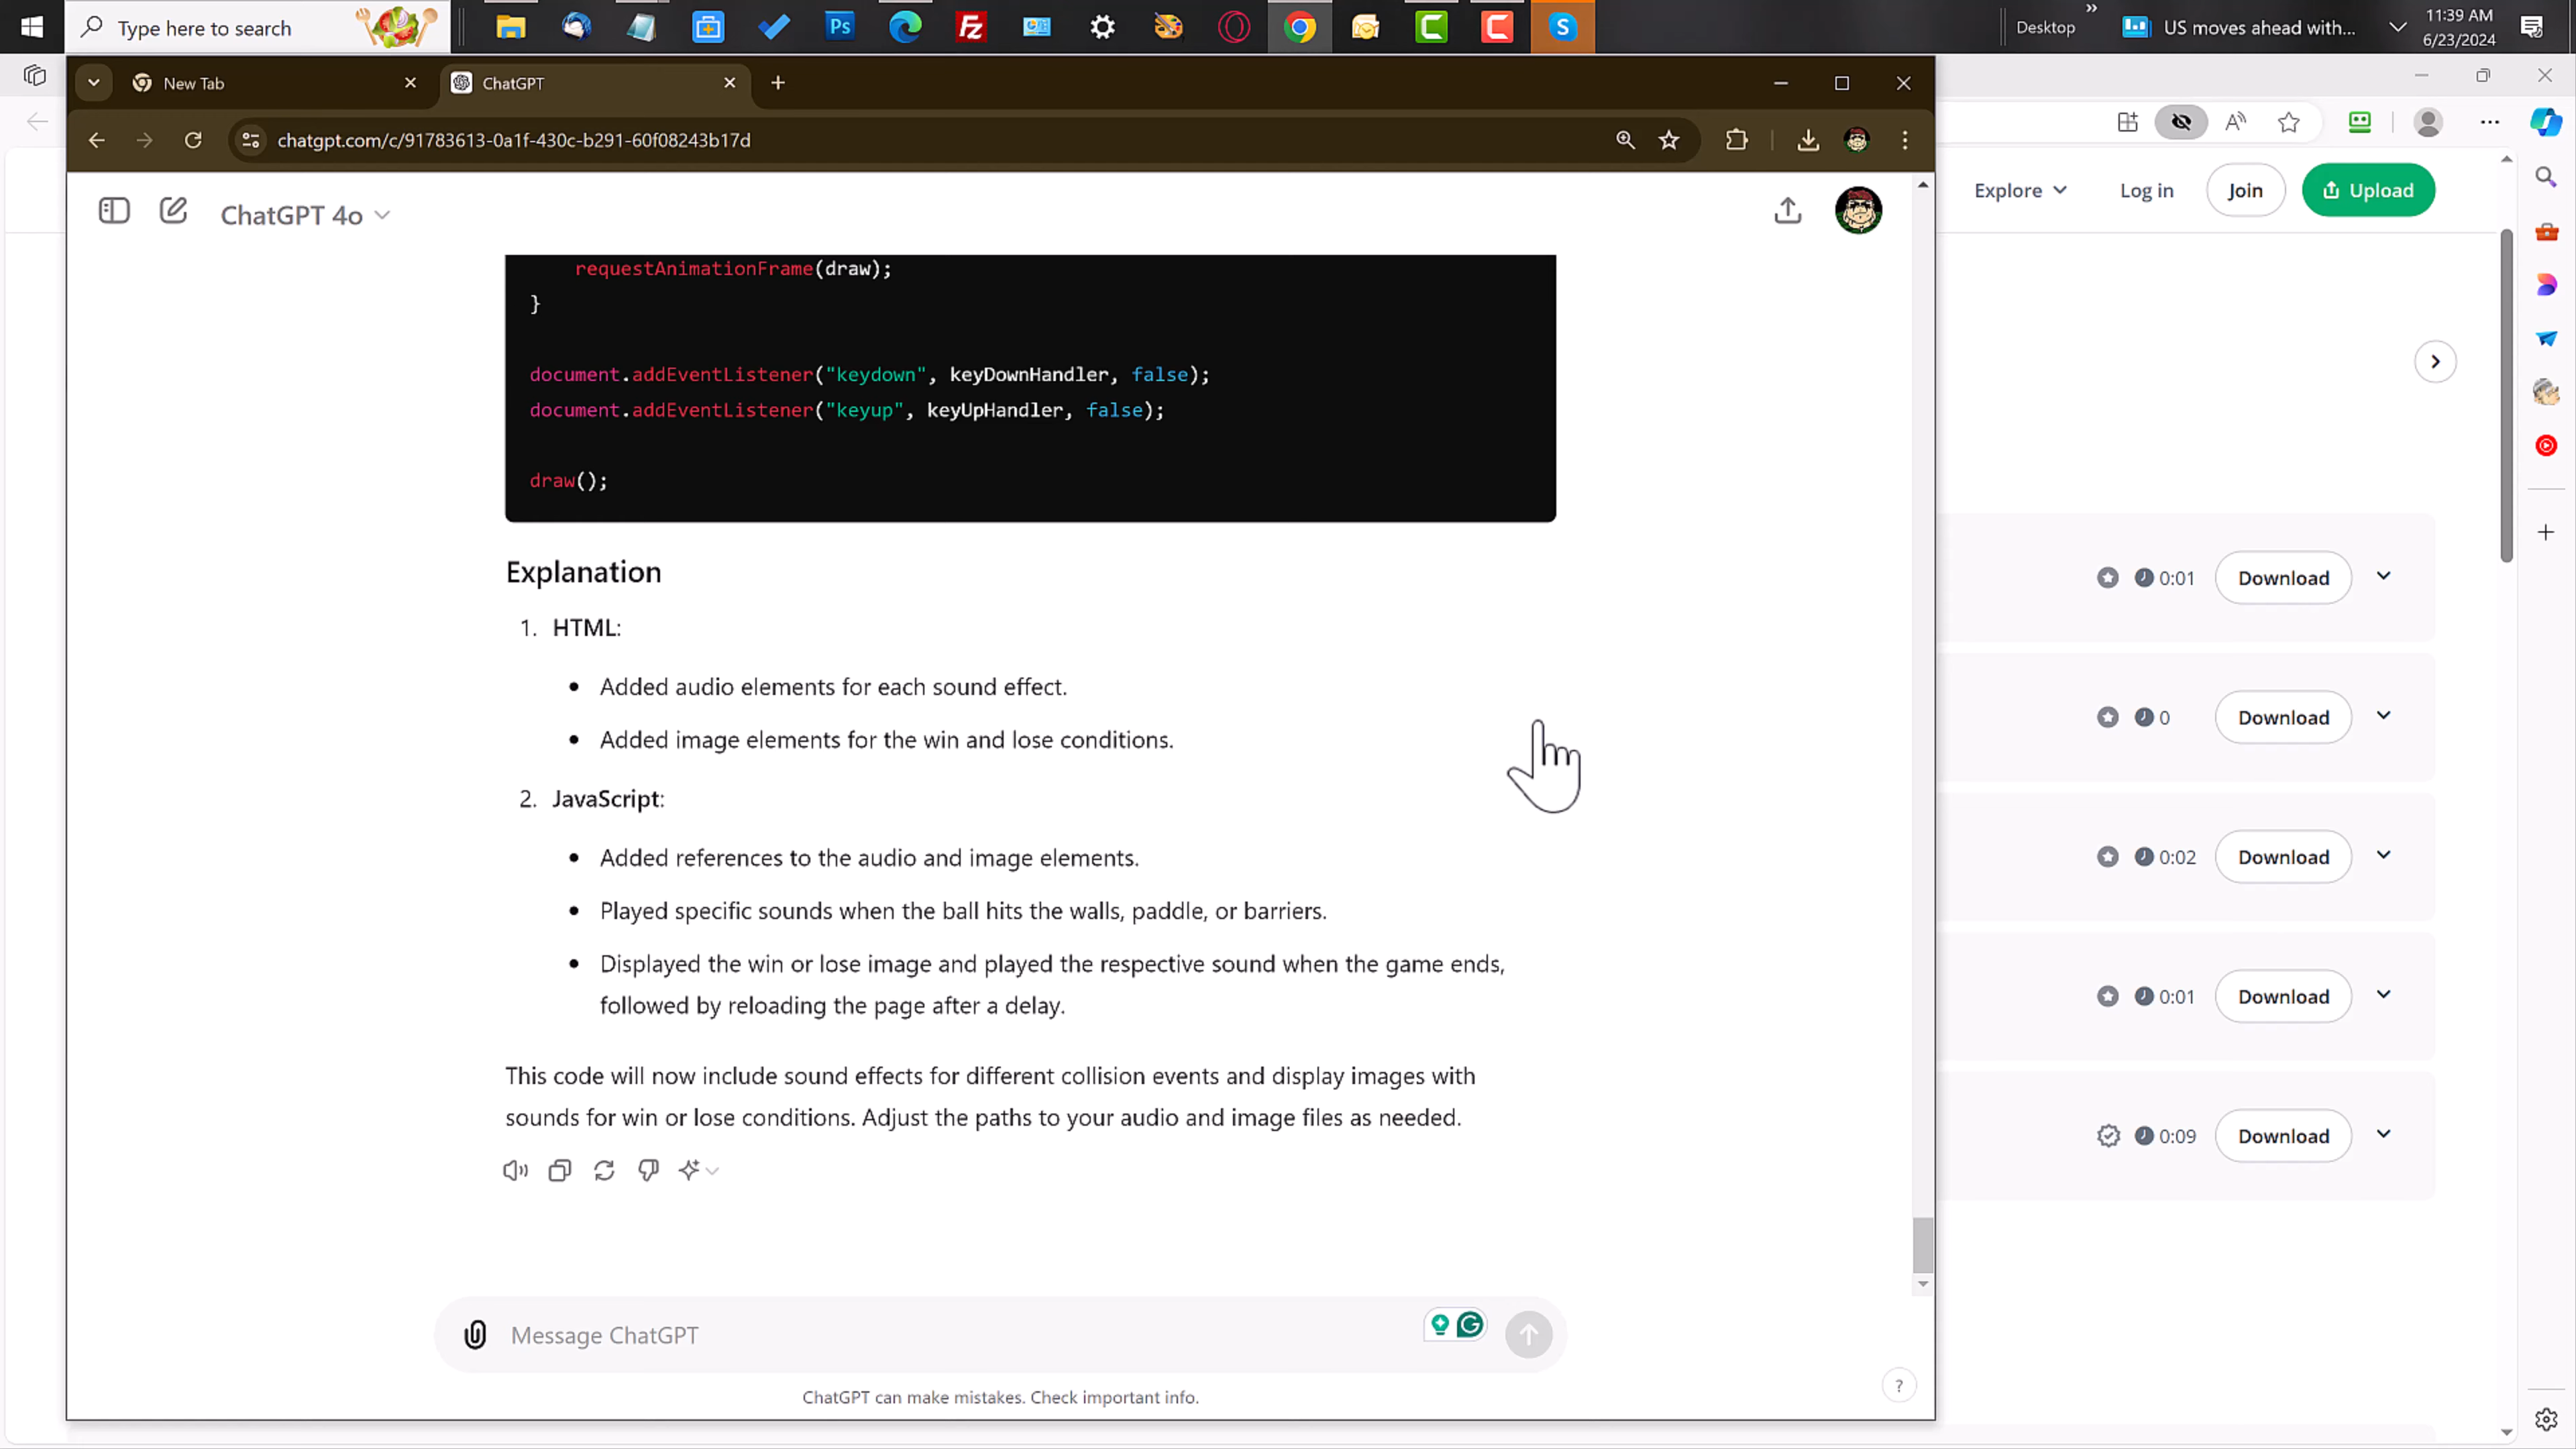 Type here to search
Ps
Fz
C
C
S
Desktop
»
US moves ahead with...
11:39 AM
6/23/2024
New Tab
ChatGPT
chatgpt.com/c/91783613-0a1f-430c-b291-60f08243b17d
Explore
Log in
Join
Upload
ChatGPT 4o
requestAnimationFrame(draw);
}
document.addEventListener("keydown", keyDownHandler, false);
document.addEventListener("keyup", keyUpHandler, false);
draw();
Explanation
1. HTML:
• Added audio elements for each sound effect.
• Added image elements for the win and lose conditions.
2. JavaScript:
• Added references to the audio and image elements.
• Played specific sounds when the ball hits the walls, paddle, or barriers.
• Displayed the win or lose image and played the respective sound when the game ends,
followed by reloading the page after a delay.
This code will now include sound effects for different collision events and display images with
sounds for win or lose conditions. Adjust the paths to your audio and image files as needed.
Message ChatGPT
ChatGPT can make mistakes. Check important info.
?
0:01 Download
0 Download
0:02 Download
0:01 Download
0:09 Download